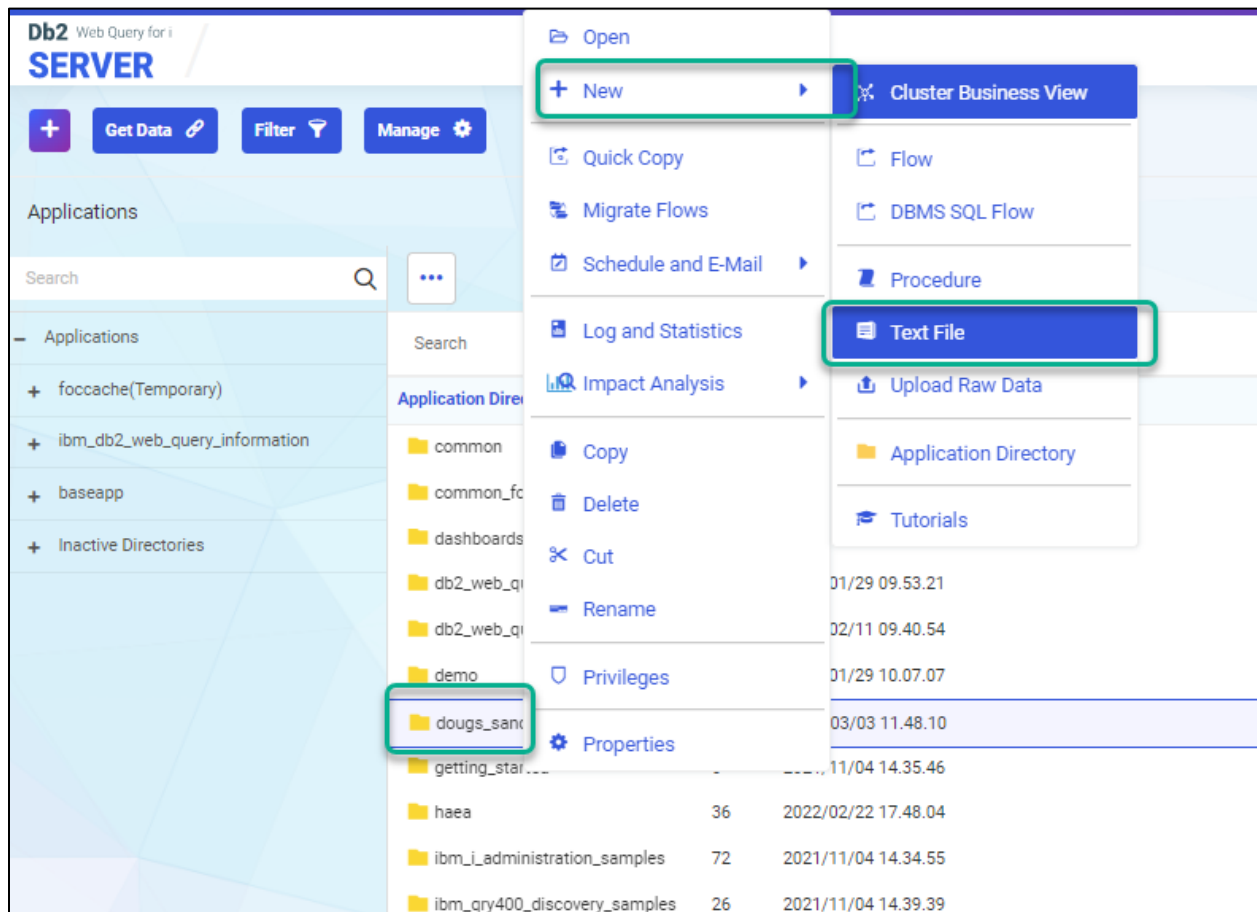 Db2 Web Query for i
SERVER
+ Get Data Filter Manage
Applications
Search
- Applications
+ foccache(Temporary)
+ ibm_db2_web_query_information
+ baseapp
+ Inactive Directories
...
Search
Application
common
dashboards
demo
haea 36 2022/02/22 17.48.04
ibm_i_administration_samples 72 2021/11/04 14.34.55
ibm_qry400_discovery_samples 26 2021/11/04 14.39.39
01/29 09.53.21
02/11 09.40.54
01/29 10.07.07
03/03 11.48.10
11/04 14.35.46
Open
+ New
Quick Copy
Migrate Flows
Schedule and E-Mail
Log and Statistics
Impact Analysis
Copy
Delete
Cut
Rename
Privileges
Properties
Cluster Business View
Flow
DBMS SQL Flow
Procedure
Text File
Upload Raw Data
Application Directory
Tutorials